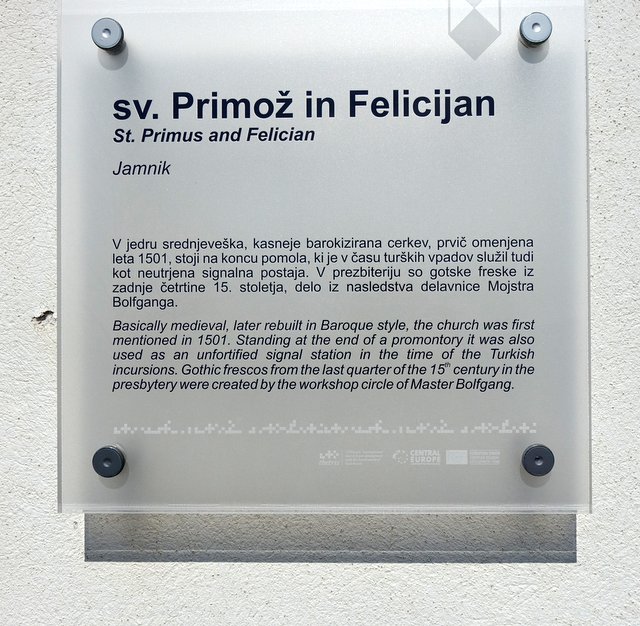 sv. Primož in Felicijan
St. Primus and Felician
Jamnik
V jedru srednjeveška, kasneje barokizirana cerkev, prvič omenjena
leta 1501, stoji na koncu pomola, ki je v času turških vpadov služil tudi
kot neutrjena signalna postaja. V prezbiteriju so gotske freske iz
zadnje četrtine 15. stoletja, delo iz nasledstva delavnice Mojstra
Bolfganga.
Basically medieval, later rebuilt in Baroque style, the church was first
mentioned in 1501. Standing at the end of a promontory it was also
used as an unfortified signal station in the time of the Turkish
incursions. Gothic frescos from the last quarter of the 15th century in the
presbytery were created by the workshop circle of Master Bolfgang.
CENTRAL
EUROPE